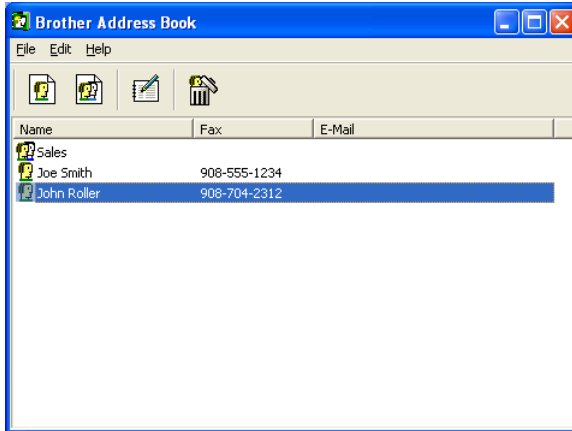 Brother Address Book
File Edit Help
Name Fax E-Mail
Sales
Joe Smith 908-555-1234
John Roller 908-704-2312